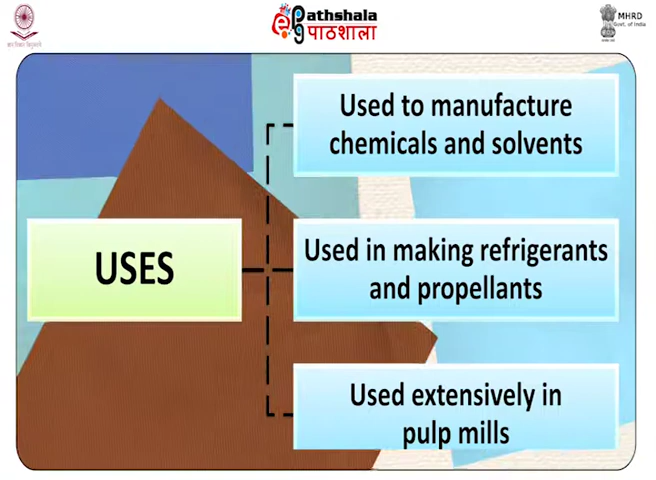 Pathshala
पाठशाला
MHRD
Govt. of India
USES
Used to manufacture
chemicals and solvents
Used in making refrigerants
and propellants
Used extensively in
pulp mills